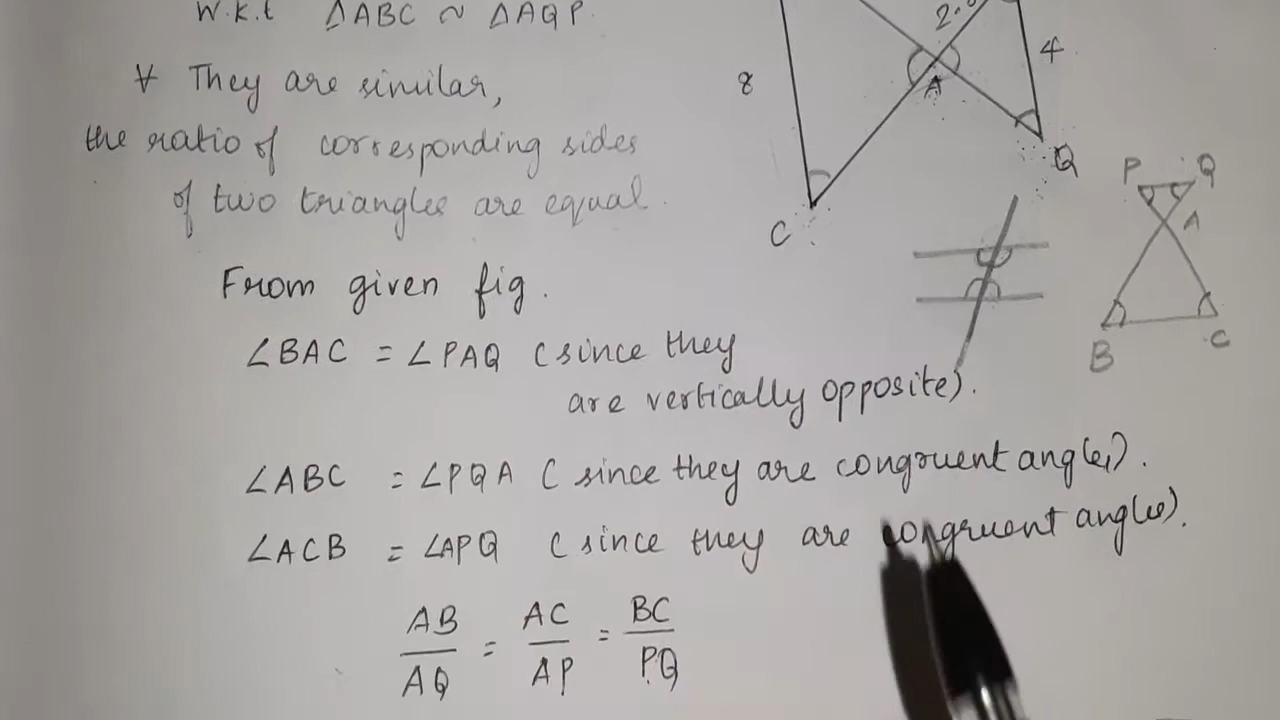 W.k.t ΔABC ~ ΔAQP.
∀ They are similar,
the ratio of corresponding sides
of two triangles are equal.
From given fig.
∠BAC = ∠PAQ (since they
are vertically opposite).
∠ABC = ∠PQA (since they are congruent angles).
∠ACB = ∠APQ (since they are congruent angles).
AB/AQ = AC/AP = BC/PQ
8
4
A
Q
C
P Q
A
B
C